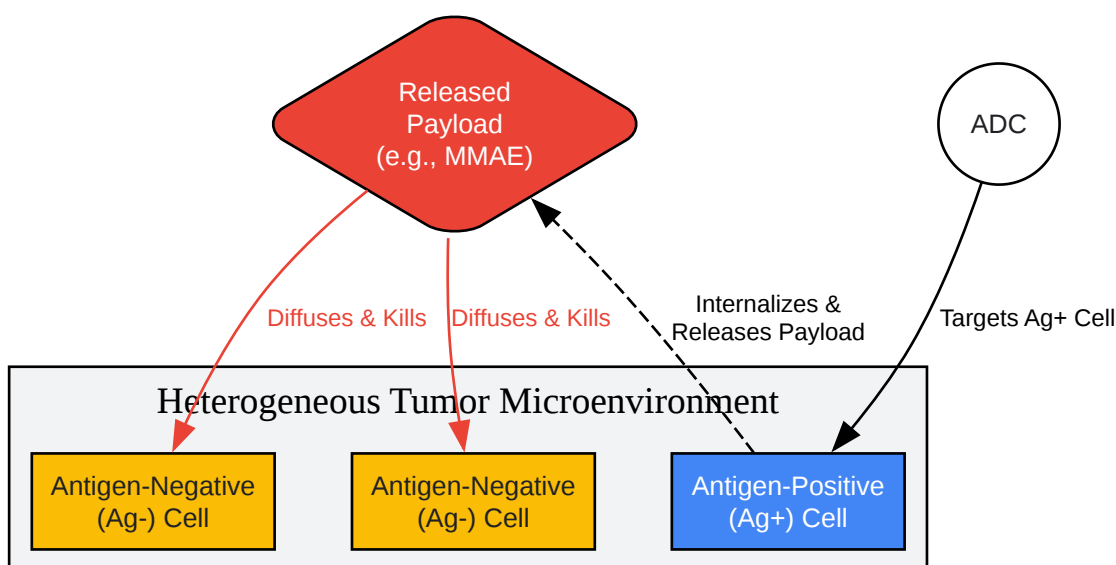 Released
Payload
(e.g., MMAE)
ADC
Diffuses & Kills
Diffuses & Kills
Internalizes &
Releases Payload
Targets Ag+ Cell
Heterogeneous Tumor Microenvironment
Antigen-Negative
(Ag-) Cell
Antigen-Negative
(Ag-) Cell
Antigen-Positive
(Ag+) Cell